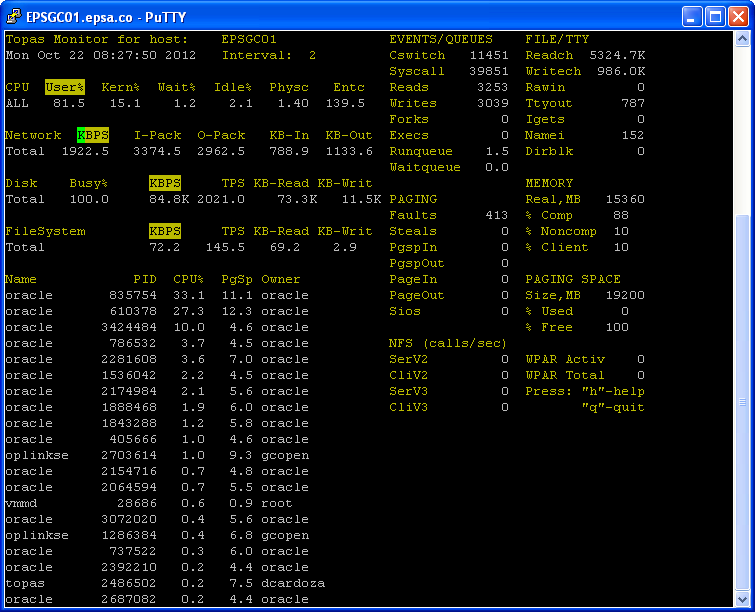 EPSGC01.epsa.co - PuTTY
Topas Monitor for host: EPSGC01 EVENTS/QUEUES FILE/TTY
Mon Oct 22 08:27:50 2012 Interval: 2 Cswitch 11451 Readch 5324.7K
Syscall 39851 Writech 986.0K
CPU User% Kern% Wait% Idle% Physc Entc Reads 3253 Rawin 0
ALL 81.5 15.1 1.2 2.1 1.40 139.5 Writes 3039 Ttyout 787
Forks 0 Igets 0
Network KBPS I-Pack O-Pack KB-In KB-Out Execs 0 Namei 152
Total 1922.5 3374.5 2962.5 788.9 1133.6 Runqueue 1.5 Dirblk 0
Waitqueue 0.0
Disk Busy% KBPS TPS KB-Read KB-Writ MEMORY
Total 100.0 84.8K 2021.0 73.3K 11.5K PAGING Real,MB 15360
Faults 413 % Comp 88
FileSystem KBPS TPS KB-Read KB-Writ Steals 0 % Noncomp 10
Total 72.2 145.5 69.2 2.9 PgspIn 0 % Client 10
PgspOut 0
Name PID CPU% PgSp Owner PageIn 0 PAGING SPACE
oracle 835754 33.1 11.1 oracle PageOut 0 Size,MB 19200
oracle 610378 27.3 12.3 oracle Sios 0 % Used 0
oracle 3424484 10.0 4.6 oracle % Free 100
oracle 786532 3.7 4.5 oracle NFS (calls/sec)
oracle 2281608 3.6 7.0 oracle SerV2 0 WPAR Activ 0
oracle 1536042 2.2 4.5 oracle CliV2 0 WPAR Total 0
oracle 2174984 2.1 5.6 oracle SerV3 0 Press: "h"-help
oracle 1888468 1.9 6.0 oracle CliV3 0 "q"-quit
oracle 1843288 1.2 5.8 oracle
oracle 405666 1.0 4.6 oracle
oplinkse 2703614 1.0 9.3 gcopen
oracle 2154716 0.7 4.8 oracle
oracle 2064594 0.7 5.5 oracle
vmmd 28686 0.6 0.9 root
oracle 3072020 0.4 5.6 oracle
oplinkse 1286384 0.4 6.8 gcopen
oracle 737522 0.3 6.0 oracle
oracle 2392210 0.2 4.4 oracle
topas 2486502 0.2 7.5 dcardoza
oracle 2687082 0.2 4.4 oracle